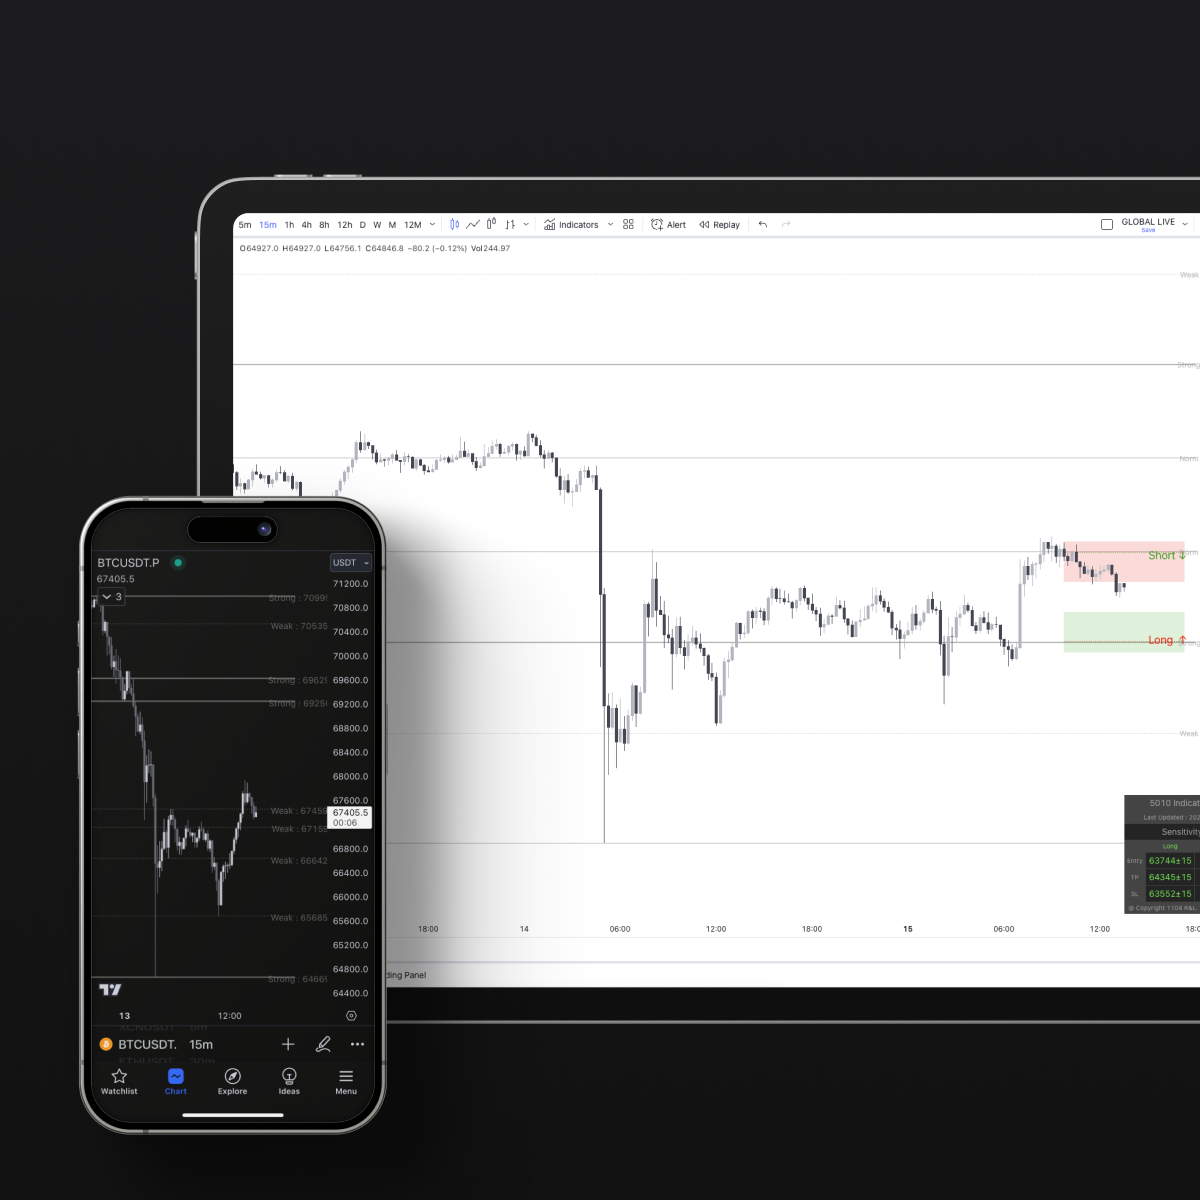 5m 15m 1h 4h 8h 12h D W M 12M Indicators Alert Replay GLOBAL LIVE
Save
O64927.0 H64927.0 L64756.1 C64846.8 −80.2 (−0.12%) Vol244.97
Weak
Strong
Norm
Norm
Short ↓
Long ↑
Strong
Weak
5010 Indicat
Last Updated : 202
Sensitivity
Long
Entry 63744±15
TP 64345±15
SL 63552±15
@ Copyright 1104 R&I.
18:00 14 06:00 12:00 18:00 15 06:00 12:00 18:0
ding Panel
BTCUSDT.P USDT
67405.5
3
71200.0
Strong : 7099
70800.0
Weak : 70535
70400.0
70000.0
Strong : 6962
69600.0
Strong : 6925
69200.0
68800.0
68400.0
68000.0
67600.0
Weak : 6745
67405.5
00:06
Weak : 6715
66800.0
Weak : 66642
66400.0
66000.0
Weak : 65685
65600.0
65200.0
64800.0
Strong : 6466
64400.0
13 12:00
XCNUSDT 5m
BTCUSDT. 15m
ETHUSDT 30m
Watchlist Chart Explore Ideas Menu